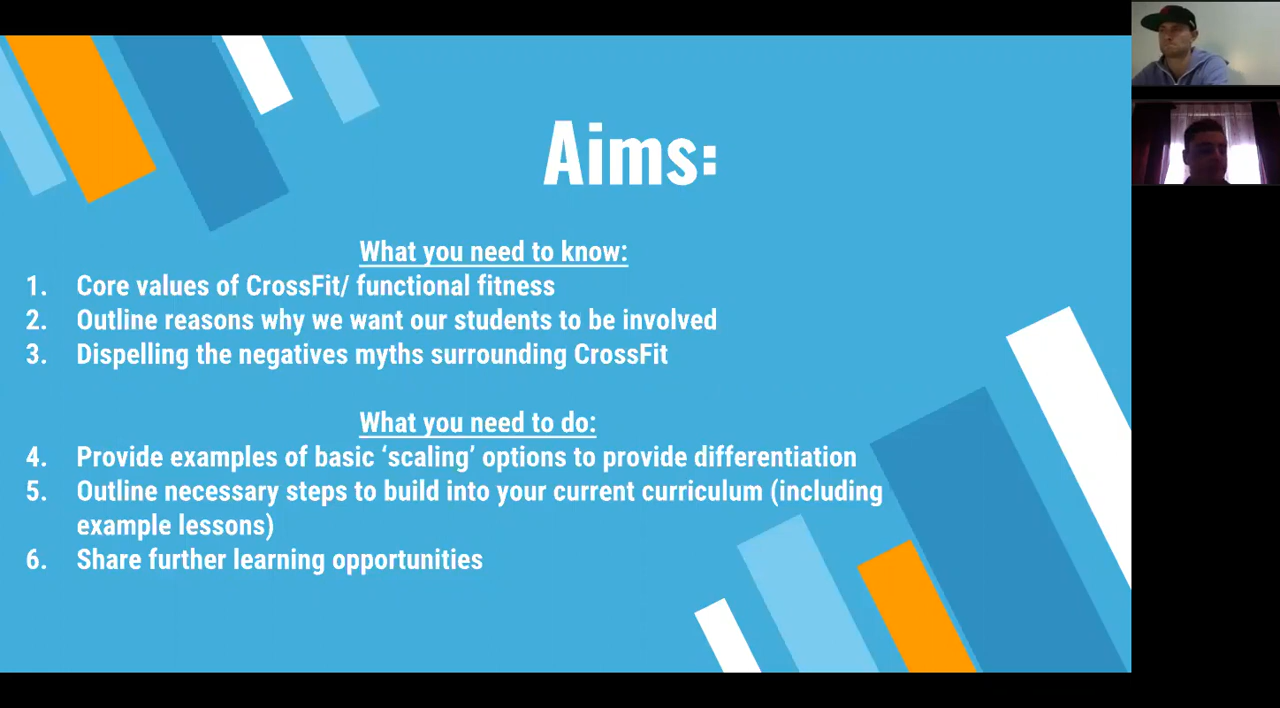 Aims:
What you need to know:
1. Core values of CrossFit/ functional fitness
2. Outline reasons why we want our students to be involved
3. Dispelling the negatives myths surrounding CrossFit
What you need to do:
4. Provide examples of basic ‘scaling’ options to provide differentiation
5. Outline necessary steps to build into your current curriculum (including
example lessons)
6. Share further learning opportunities